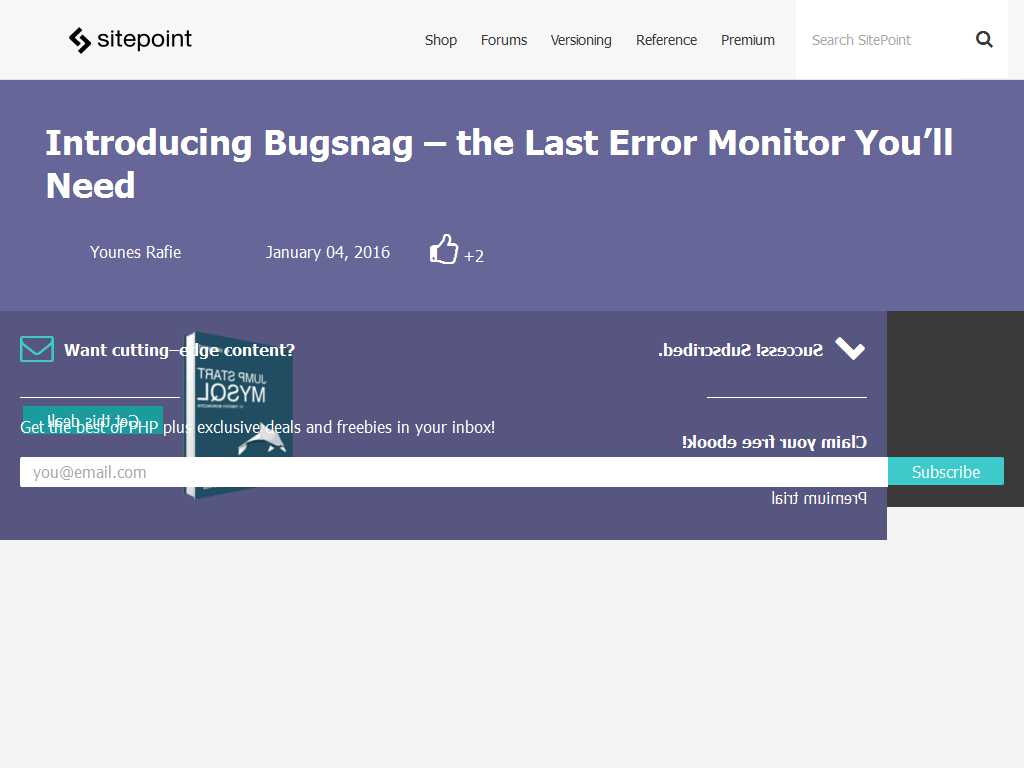 sitepoint
Shop Forums Versioning Reference Premium Search SitePoint
Introducing Bugsnag – the Last Error Monitor You’ll
Need
Younes Rafie January 04, 2016 +2
Want cutting–edge content? Success! Subscribed.
JUMP START
MYSQL
Get this deal!
Get the best of PHP plus exclusive deals and freebies in your inbox!
Claim your free ebook!
you@email.com Subscribe
Premium trial